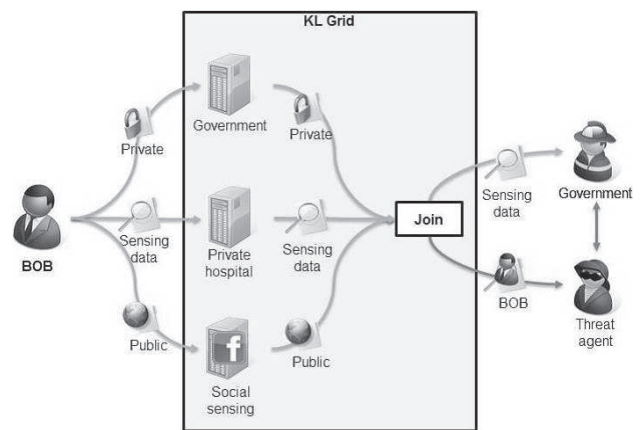 KL Grid
Private
Government
Private
BOB
Sensing
data
Private
hospital
Sensing
data
Join
Sensing
data
Government
Public
f
Social
sensing
Public
BOB
Threat
agent